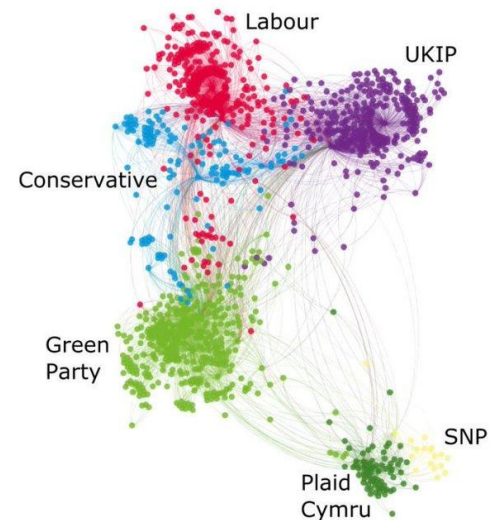 Labour
UKIP
Conservative
Green
Party
SNP
Plaid
Cymru